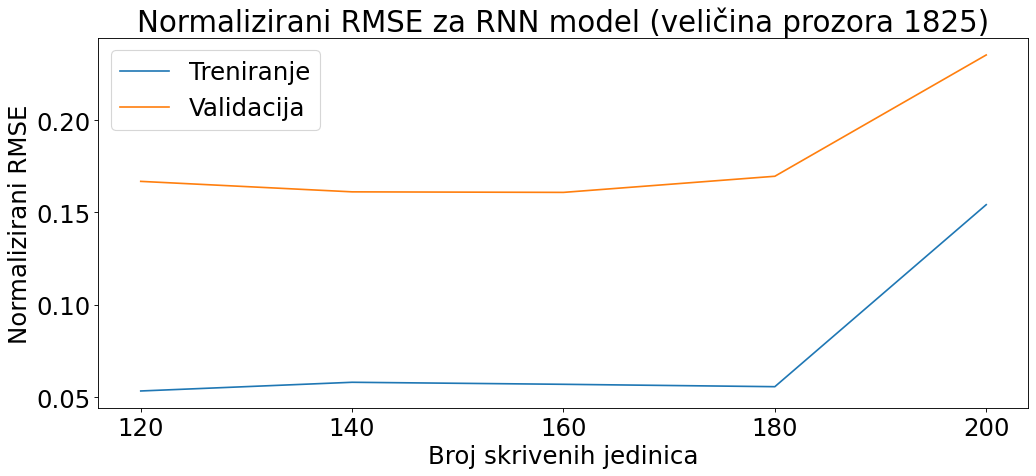 Normalizirani RMSE za RNN model (veličina prozora 1825)
Treniranje
Validacija
Normalizirani RMSE
0.20
0.15
0.10
0.05
120 140 160 180 200
Broj skrivenih jedinica